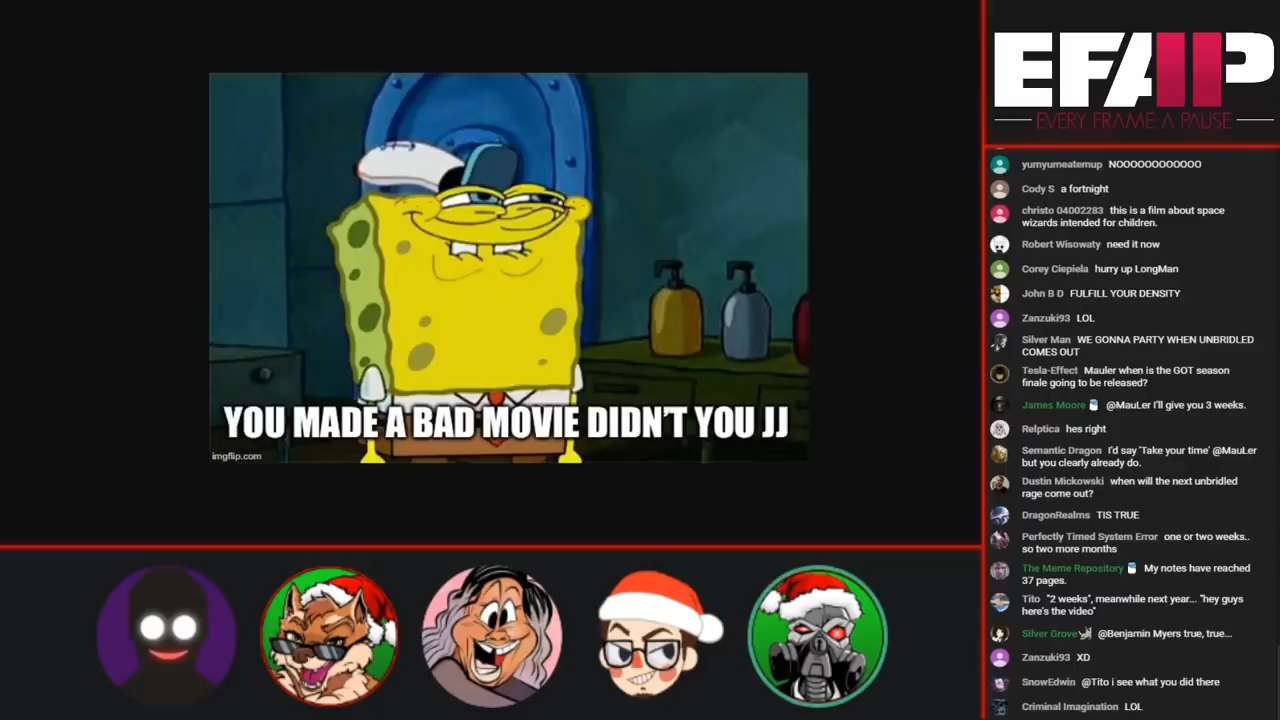 YOU MADE A BAD MOVIE DIDN'T YOU JJ
imgflip.com
EFAP
EVERY FRAME A PAUSE
yumyumeatemup NOOOOOOOOOOOO
Cody S a fortnight
christo 04002283 this is a film about space
wizards intended for children.
Robert Wisowaty need it now
Corey Ciepiela hurry up LongMan
John B D FULFILL YOUR DENSITY
Zanzuki93 LOL
Silver Man WE GONNA PARTY WHEN UNBRIDLED
COMES OUT
Tesla-Effect Mauler when is the GOT season
finale going to be released?
James Moore @MauLer I'll give you 3 weeks.
Relptica hes right
Semantic Dragon I'd say 'Take your time' @MauLer
but you clearly already do.
Dustin Mickowski when will the next unbridled
rage come out?
DragonRealms TIS TRUE
Perfectly Timed System Error one or two weeks..
so two more months
The Meme Repository My notes have reached
37 pages.
Tito "2 weeks", meanwhile next year... "hey guys
here's the video"
Silver Grove @Benjamin Myers true, true...
Zanzuki93 XD
SnowEdwin @Tito i see what you did there
Criminal Imagination LOL